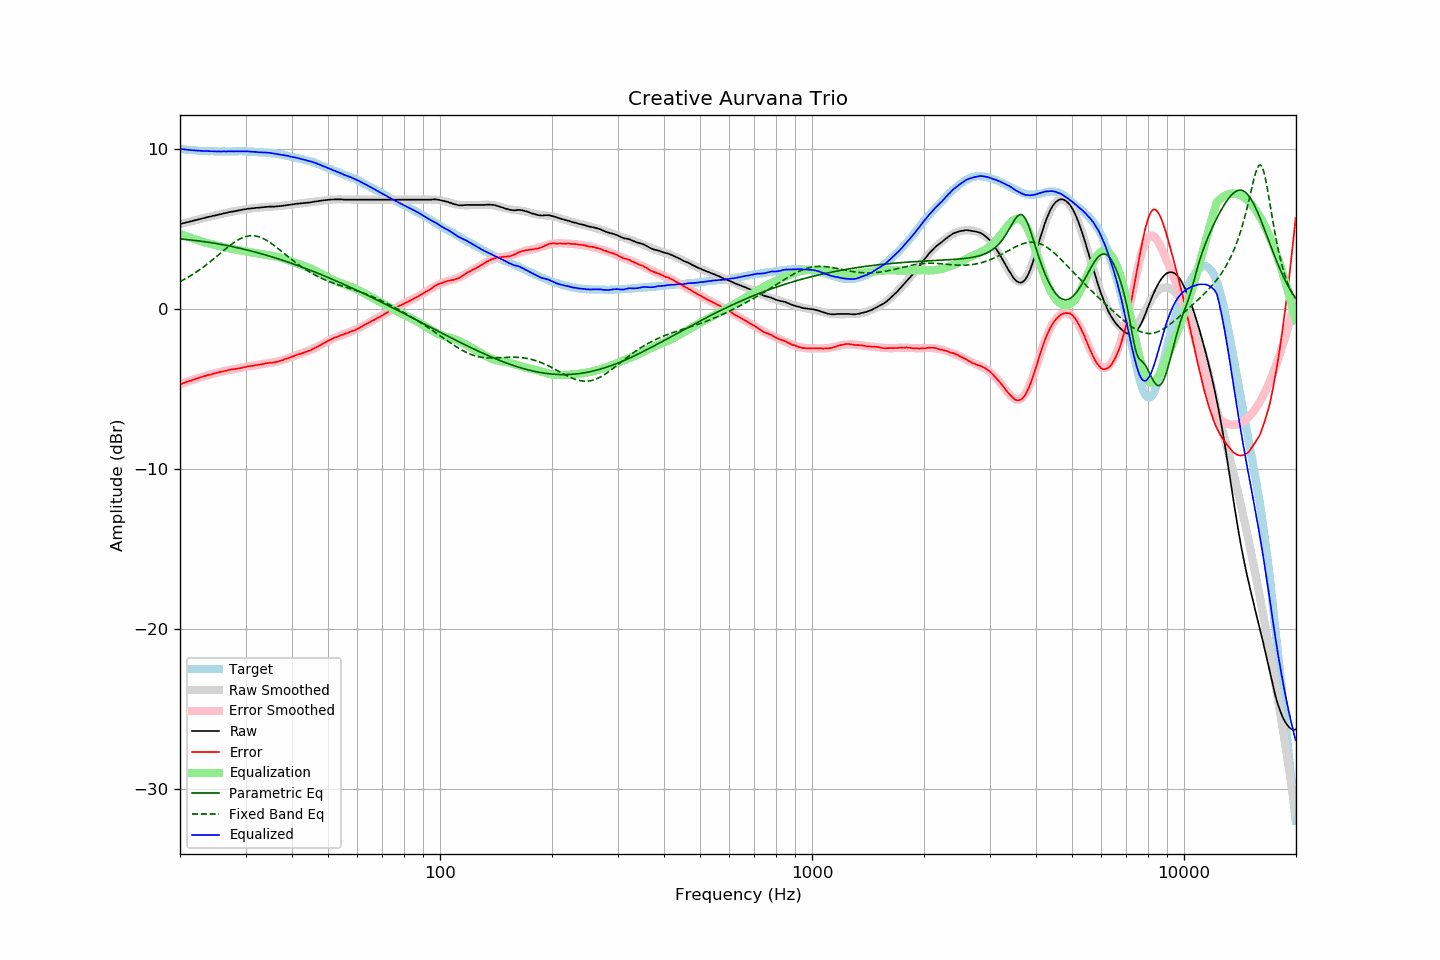 Creative Aurvana Trio
10
0
−10
−20
−30
Amplitude (dBr)
Target
Raw Smoothed
Error Smoothed
Raw
Error
Equalization
Parametric Eq
Fixed Band Eq
Equalized
100
1000
10000
Frequency (Hz)